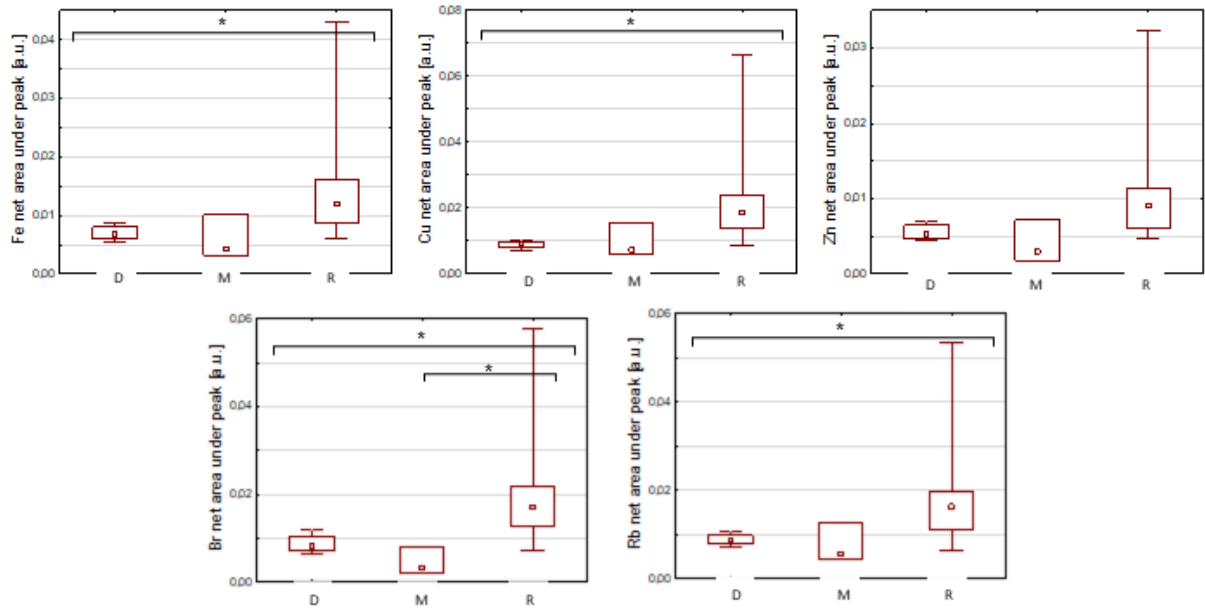 Fe net area under peak [a.u.]
0,04
0,03
0,02
0,01
0,00
*
D M R
Cu net area under peak [a.u.]
0,08
0,06
0,04
0,02
0,00
*
D M R
Zn net area under peak [a.u.]
0,03
0,02
0,01
0,00
D M R
Br net area under peak [a.u.]
0,06
0,04
0,02
0,00
*
*
D M R
Rb net area under peak [a.u.]
0,06
0,04
0,02
0,00
*
D M R